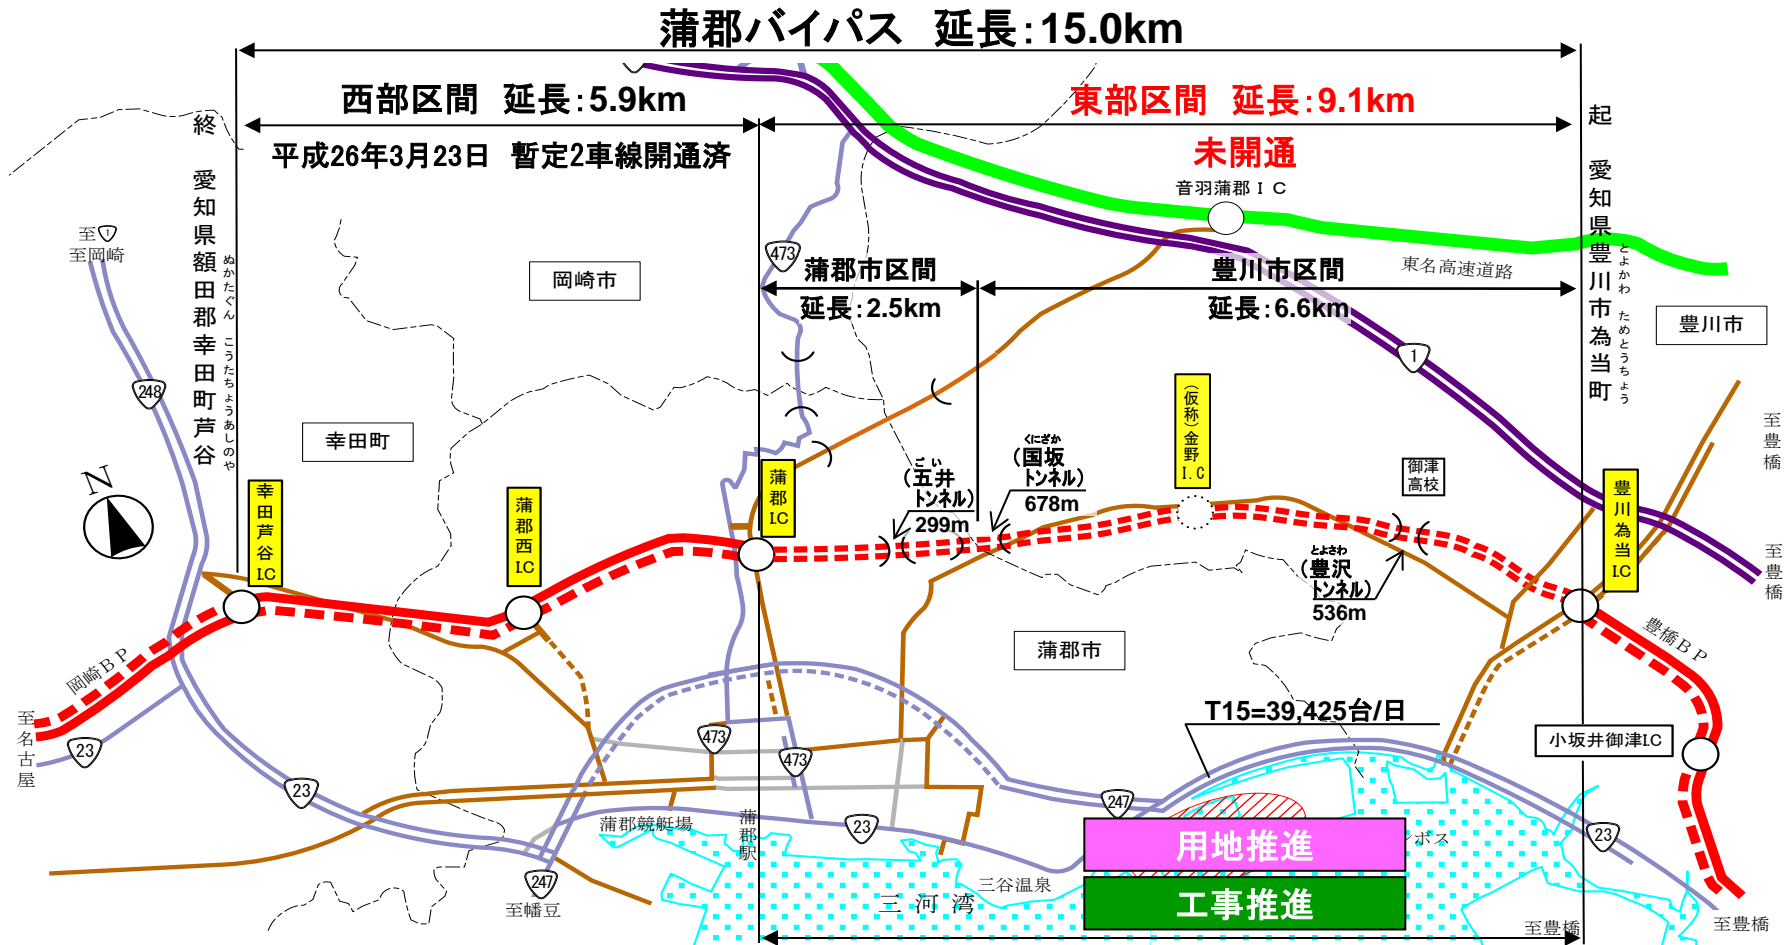 蒲郡バイパス 延長：15.0km
西部区間 延長：5.9km
東部区間 延長：9.1km
平成26年3月23日 暫定2車線開通済
未開通
終 愛知県額田郡幸田町芦谷
ぬかたぐん こうたちょうあしのや
起 愛知県豊川市為当町
とよかわ ためとうちょう
音羽蒲郡ＩＣ
東名高速道路
至1
至岡崎
248
473
岡崎市
蒲郡市区間
延長：2.5km
豊川市区間
延長：6.6km
豊川市
1
幸田町
N
幸田芦谷I.C
蒲郡西I.C
蒲郡I.C
ごい
（五井
トンネル）
299m
くにざか
（国坂
トンネル）
678m
（仮称）金野I.C
御津
高校
豊川為当I.C
とよさわ
（豊沢
トンネル）
536m
至豊橋
至豊橋
蒲郡市
岡崎ＢＰ
豊橋ＢＰ
至名古屋
23
23
473
473
T15=39,425台/日
小坂井御津I.C
247
23
23
蒲郡競艇場
蒲郡駅
247
至幡豆
三谷温泉
三河湾
ボス
用地推進
工事推進
至豊橋
至豊橋